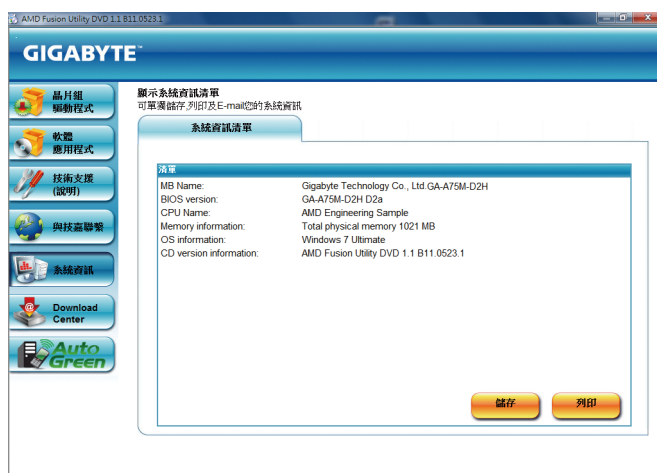 AMD Fusion Utility DVD 1.1 B11.0523.1
GIGABYTE™
晶片組
驅動程式
軟體
應用程式
技術支援
(說明)
與技嘉聯繫
系統資訊
Download
Center
Auto
Green
顯示系統資訊清單
可單獨儲存,列印及E-mail您的系統資訊
系統資訊清單
清單
MB Name: Gigabyte Technology Co., Ltd.GA-A75M-D2H
BIOS version: GA-A75M-D2H D2a
CPU Name: AMD Engineering Sample
Memory information: Total physical memory 1021 MB
OS information: Windows 7 Ultimate
CD version information: AMD Fusion Utility DVD 1.1 B11.0523.1
儲存 列印